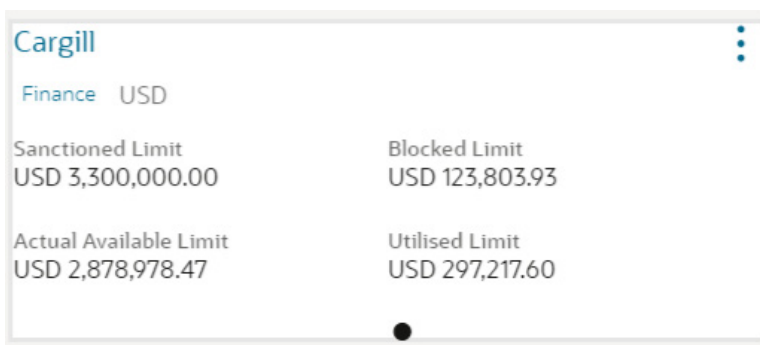 Cargill
Finance USD
Sanctioned Limit Blocked Limit
USD 3,300,000.00 USD 123,803.93
Actual Available Limit Utilised Limit
USD 2,878,978.47 USD 297,217.60